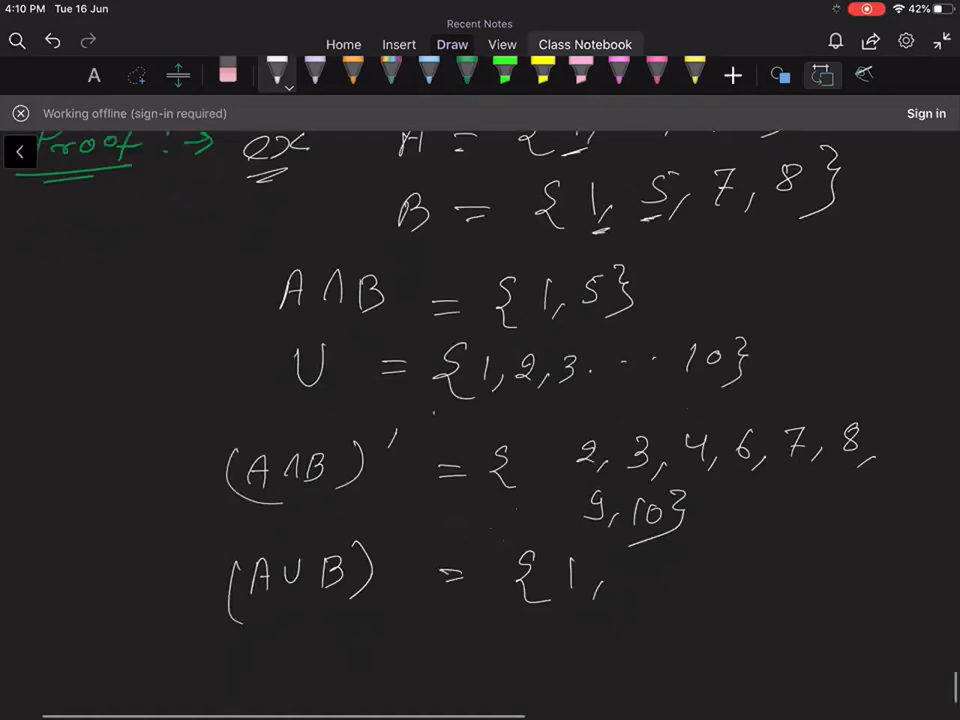 4:10 PM Tue 16 Jun
Recent Notes
42%
Home Insert Draw View Class Notebook
A
Working offline (sign-in required) Sign in
Proof :→ ex A = { 1,
B = { 1, 5, 7, 8 }
A∩B = { 1, 5 }
U = { 1, 2, 3. ... 10 }
(A∩B)' = { 2, 3, 4, 6, 7, 8,
9, 10 }
(A∪B) = { 1,